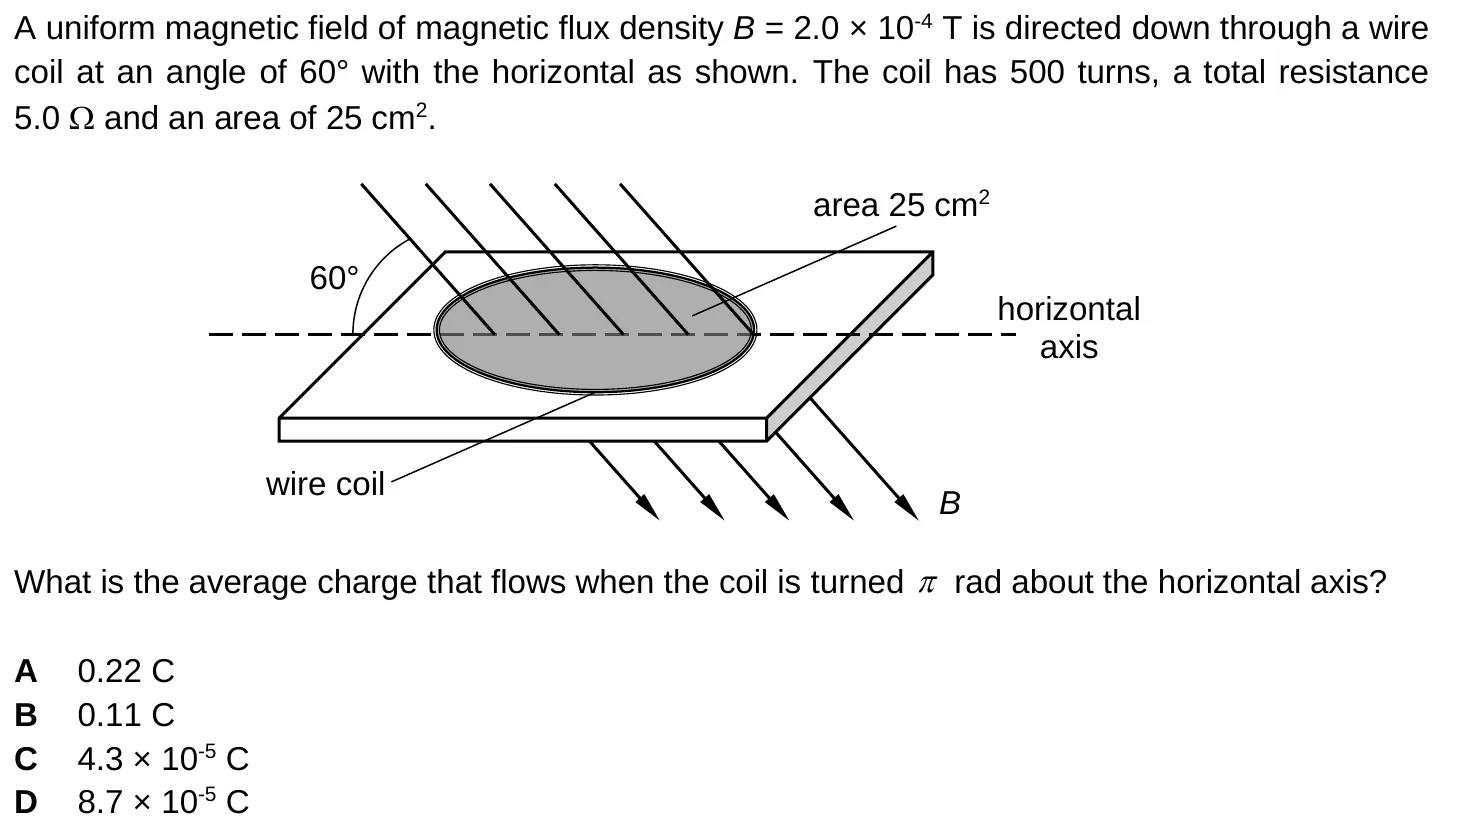 A uniform magnetic field of magnetic flux density B = 2.0 × 10⁻⁴ T is directed down through a wire
coil at an angle of 60° with the horizontal as shown. The coil has 500 turns, a total resistance
5.0 Ω and an area of 25 cm².
area 25 cm²
60°
horizontal
axis
wire coil
B
What is the average charge that flows when the coil is turned π rad about the horizontal axis?
A 0.22 C
B 0.11 C
C 4.3 × 10⁻⁵ C
D 8.7 × 10⁻⁵ C